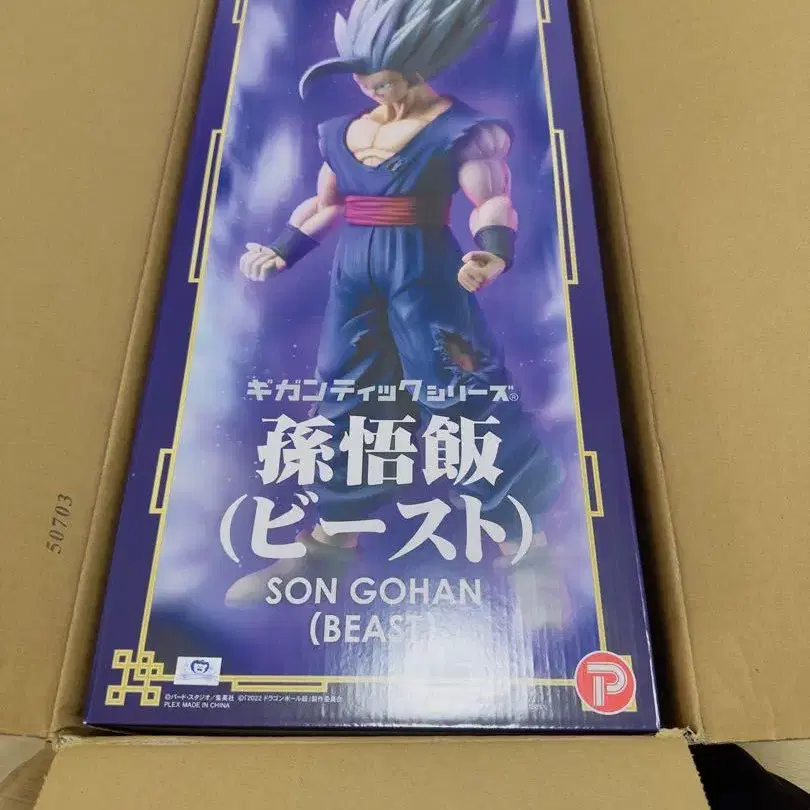 ギガンティックシリーズ®
孫悟飯
(ビースト)
SON GOHAN
(BEAST)
©バード・スタジオ/集英社 ©「2022 ドラゴンボール超」製作委員会
PLEX MADE IN CHINA
50703